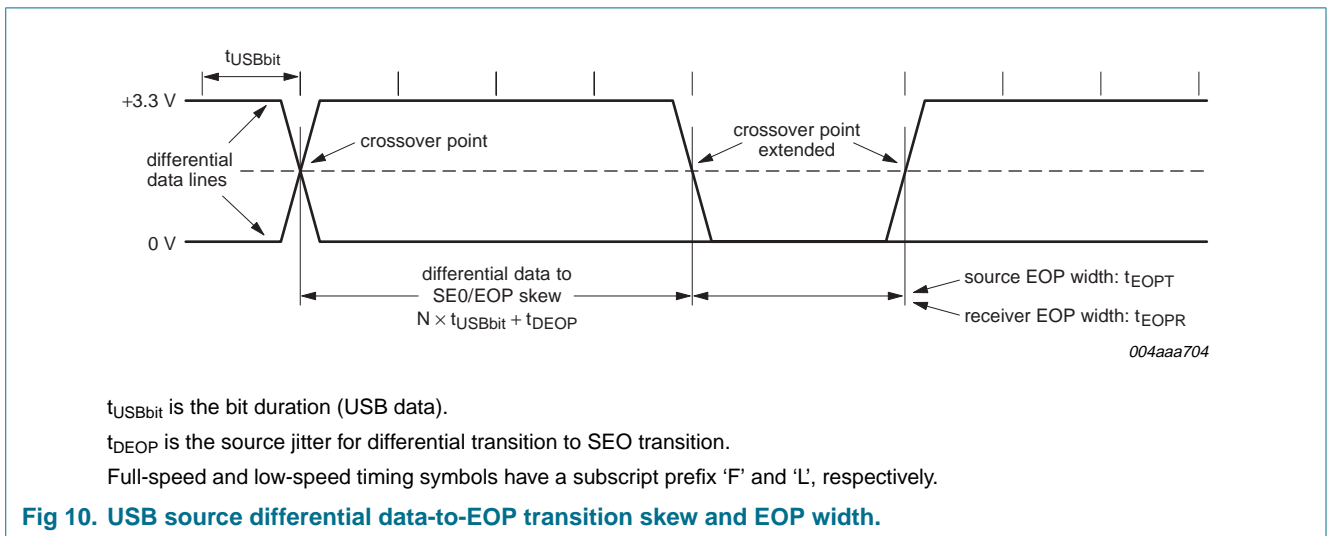 tUSBbit
+3.3 V
crossover point
crossover point
extended
differential
data lines
0 V
differential data to
SE0/EOP skew
N × tUSBbit + tDEOP
source EOP width: tEOPT
receiver EOP width: tEOPR
004aaa704
tUSBbit is the bit duration (USB data).
tDEOP is the source jitter for differential transition to SEO transition.
Full-speed and low-speed timing symbols have a subscript prefix ‘F’ and ‘L’, respectively.
Fig 10. USB source differential data-to-EOP transition skew and EOP width.